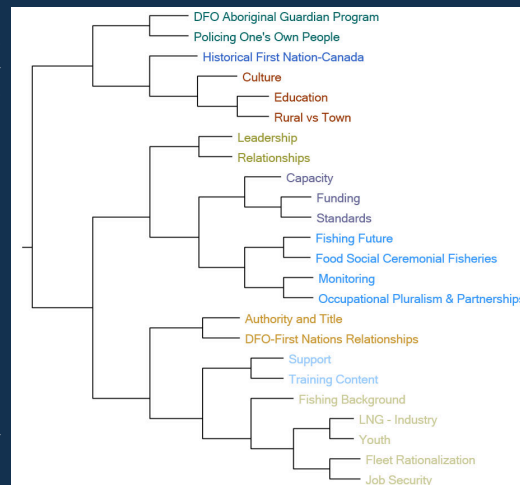 DFO Aboriginal Guardian Program
Policing One's Own People
Historical First Nation-Canada
Culture
Education
Rural vs Town
Leadership
Relationships
Capacity
Funding
Standards
Fishing Future
Food Social Ceremonial Fisheries
Monitoring
Occupational Pluralism & Partnerships
Authority and Title
DFO-First Nations Relationships
Support
Training Content
Fishing Background
LNG - Industry
Youth
Fleet Rationalization
Job Security